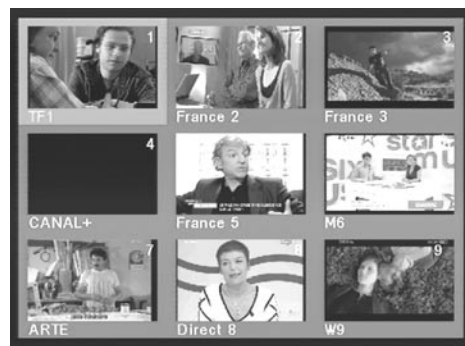 1
2
3
TF1
France 2
France 3
4
CANAL+
France 5
M6
7
8
9
ARTE
Direct 8
W9